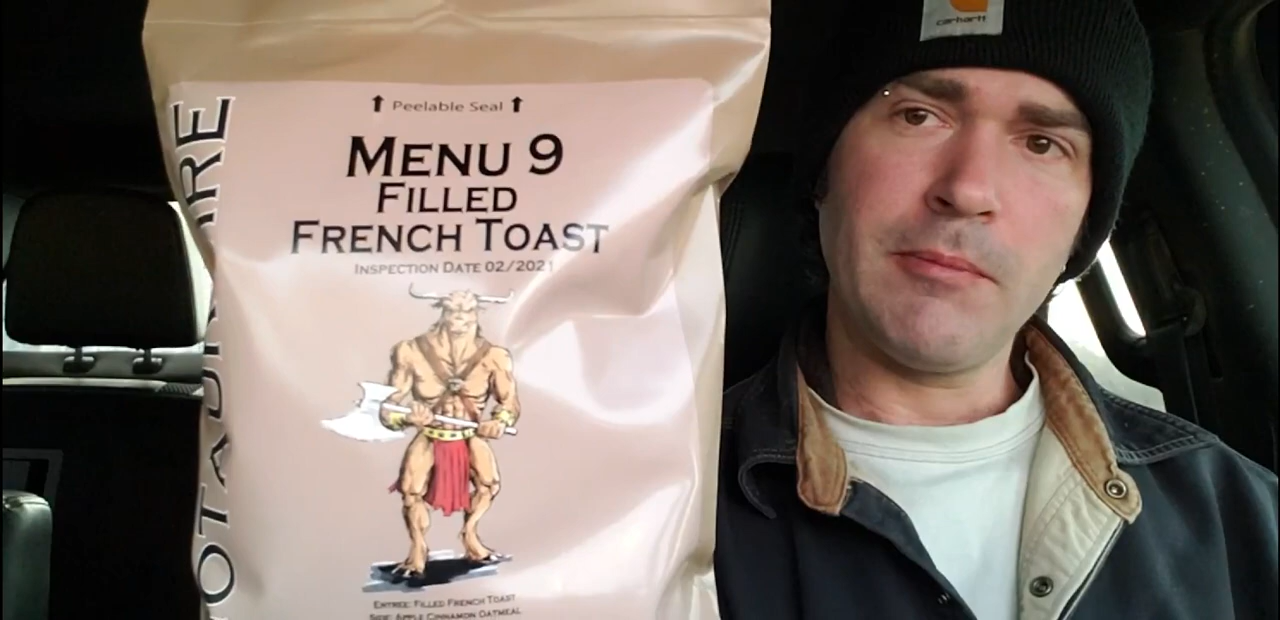 carhartt
Peelable Seal
MENU 9
FILLED
FRENCH TOAST
INSPECTION DATE 02/2021
ENTREE: FILLED FRENCH TOAST
SIDE: APPLE CINNAMON OATMEAL